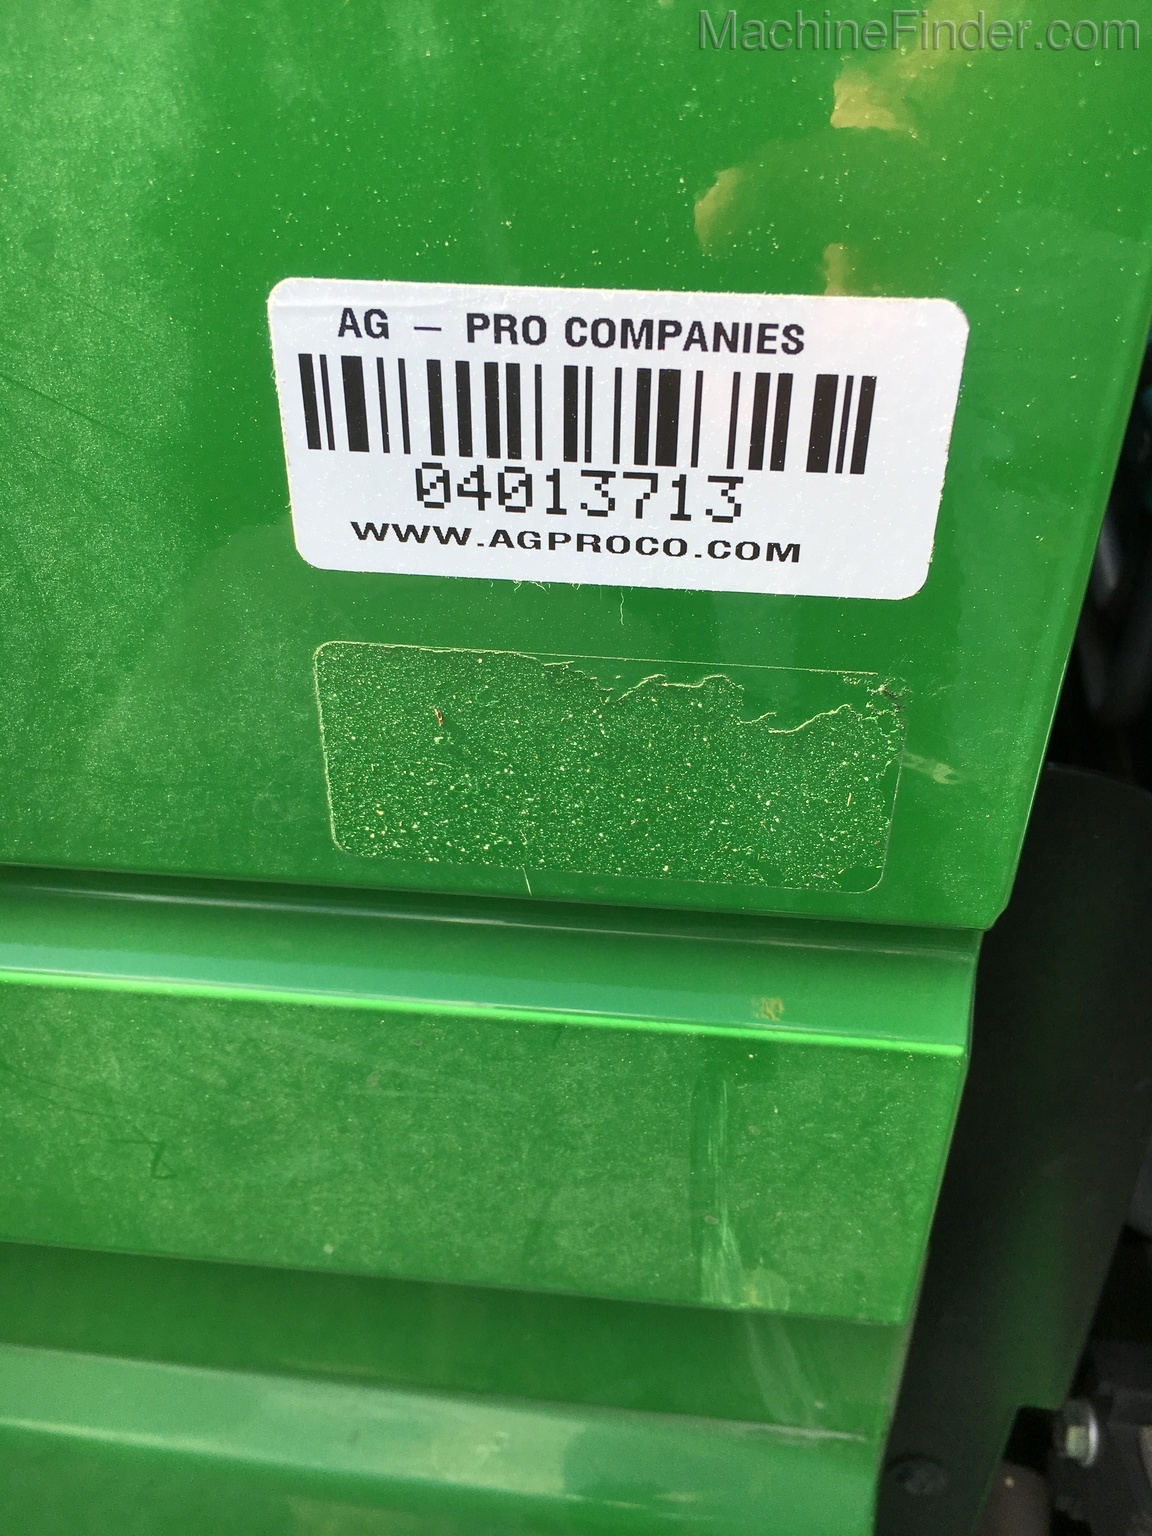 MachineFinder.com
AG - PRO COMPANIES
04013713
WWW.AGPROCO.COM